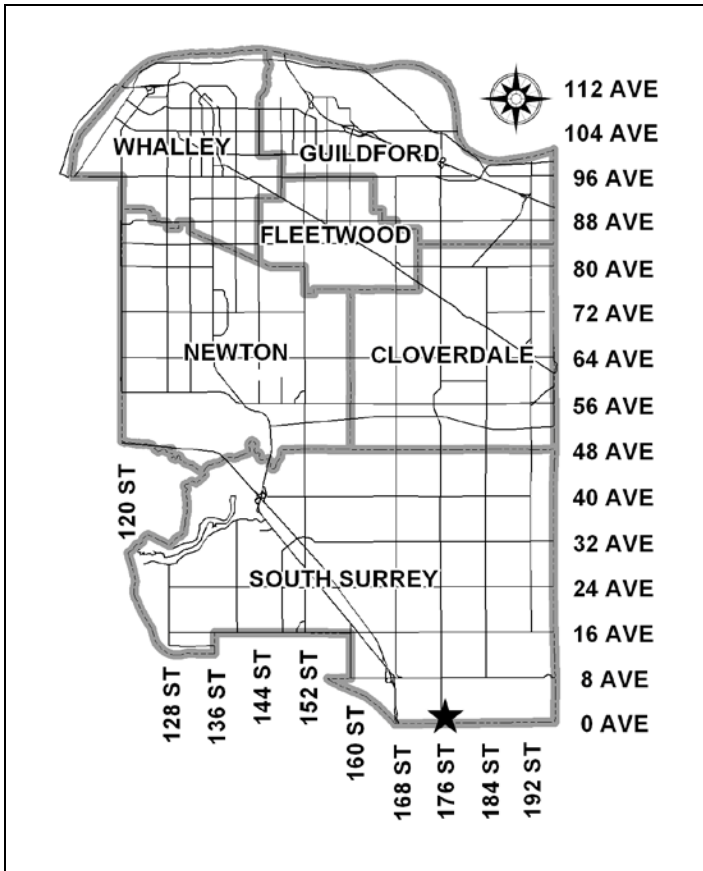 112 AVE
104 AVE
WHALLEY
GUILDFORD
96 AVE
88 AVE
FLEETWOOD
80 AVE
72 AVE
NEWTON
CLOVERDALE
64 AVE
56 AVE
48 AVE
120 ST
40 AVE
32 AVE
SOUTH SURREY
24 AVE
16 AVE
8 AVE
0 AVE
128 ST
136 ST
144 ST
152 ST
160 ST
168 ST
176 ST
184 ST
192 ST